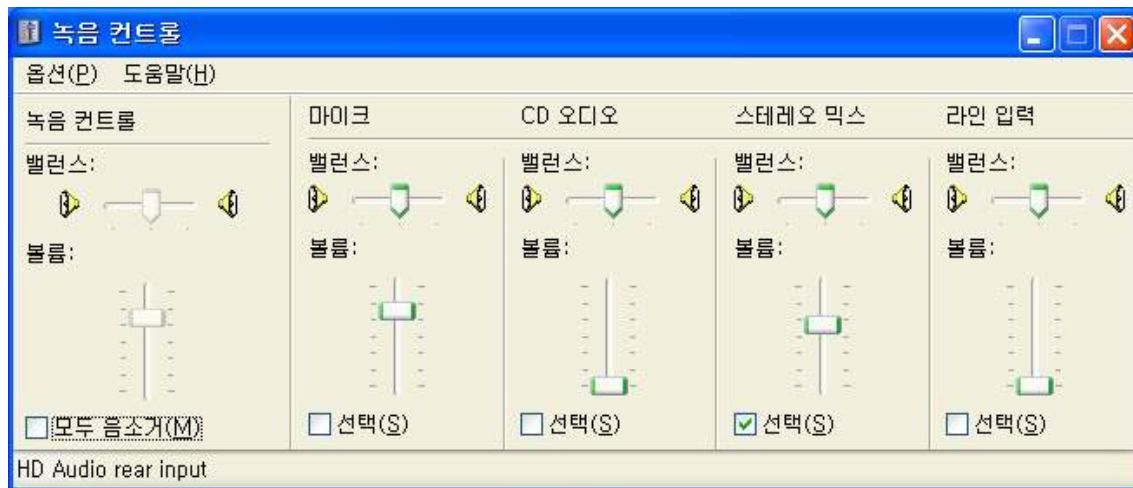 녹음 컨트롤
옵션(P) 도움말(H)
녹음 컨트롤 마이크 CD 오디오 스테레오 믹스 라인 입력
밸런스: 밸런스: 밸런스: 밸런스: 밸런스:
볼륨: 볼륨: 볼륨: 볼륨: 볼륨:
모두 음소거(M) 선택(S) 선택(S) 선택(S) 선택(S)
HD Audio rear input